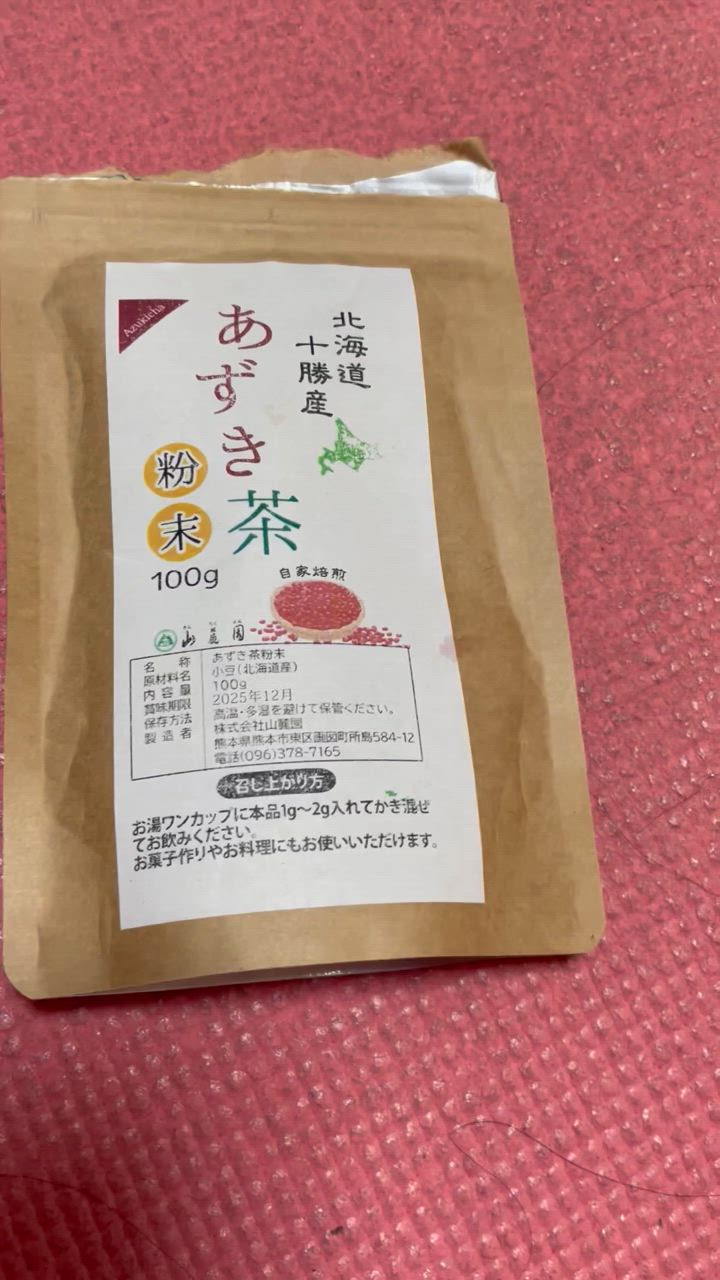 Azukicha
北海道
十勝産
あずき茶
粉末
100g
自家焙煎
山麓園
名称 あずき茶粉末
原材料名 小豆(北海道産)
内容量 100g
賞味期限 2025年12月
保存方法 高温・多湿を避けて保管ください。
製造者 株式会社山麓園
熊本県熊本市東区画図町所島584-12
電話(096)378-7165
召し上がり方
お湯ワンカップに本品1g～2g入れてかき混ぜ
てお飲みください。
お菓子作りやお料理にもお使いいただけます。